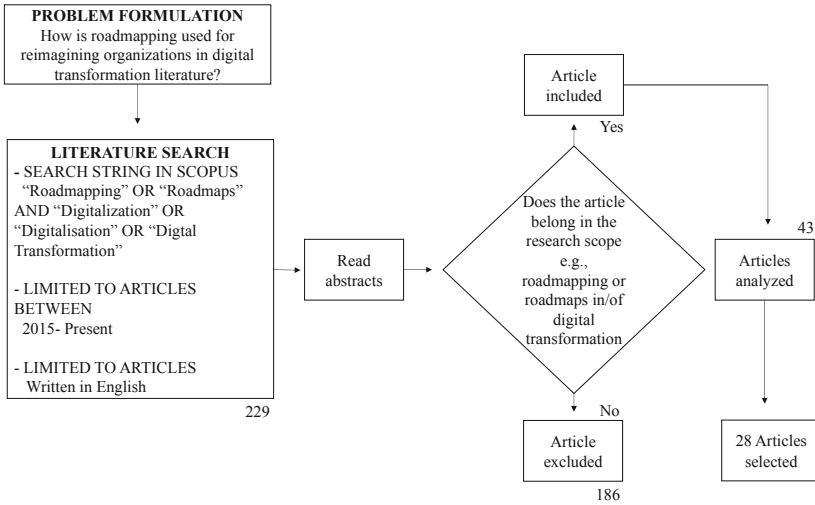 PROBLEM FORMULATION
How is roadmapping used for
reimagining organizations in digital
transformation literature?
LITERATURE SEARCH
- SEARCH STRING IN SCOPUS
“Roadmapping” OR “Roadmaps”
AND “Digitalization” OR
“Digitalisation” OR “Digtal
Transformation”
- LIMITED TO ARTICLES
BETWEEN
2015- Present
- LIMITED TO ARTICLES
Written in English
229
Read
abstracts
Does the article
belong in the
research scope
e.g.,
roadmapping or
roadmaps in/of
digital
transformation
Yes
Article
included
No
Article
excluded
186
43
Articles
analyzed
28 Articles
selected